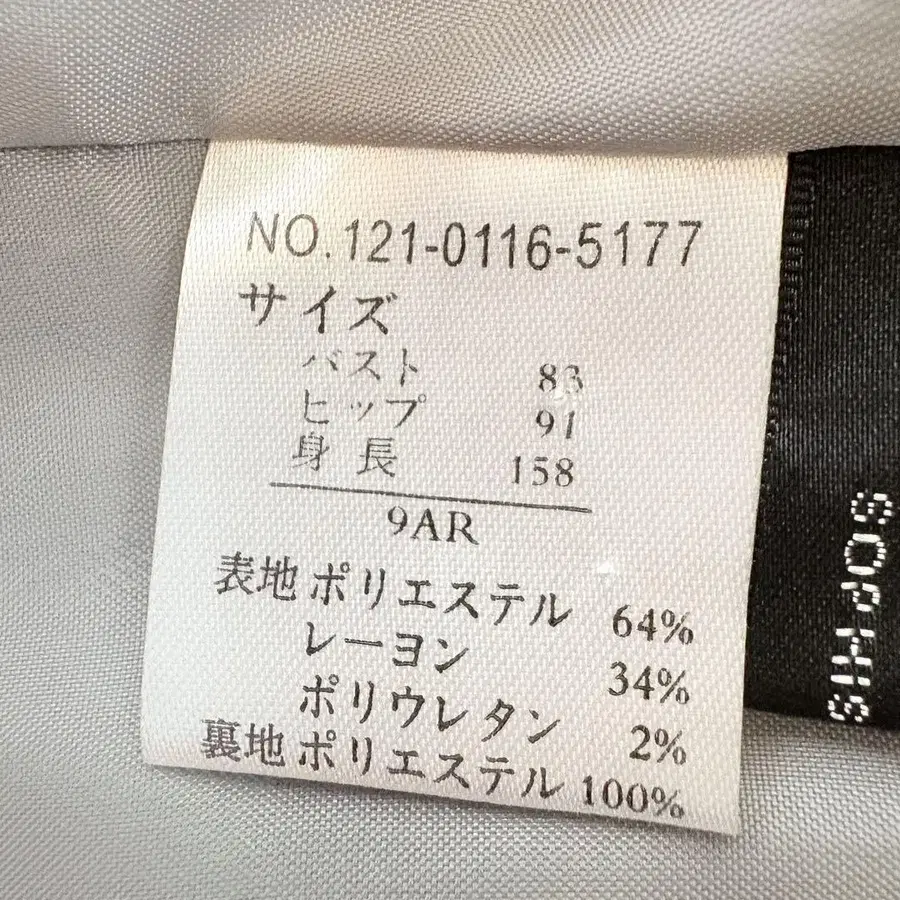 NO.121-0116-5177
サイズ
バスト 83
ヒップ 91
身長 158
9AR
表地 ポリエステル 64%
レーヨン 34%
ポリウレタン 2%
裏地 ポリエステル 100%